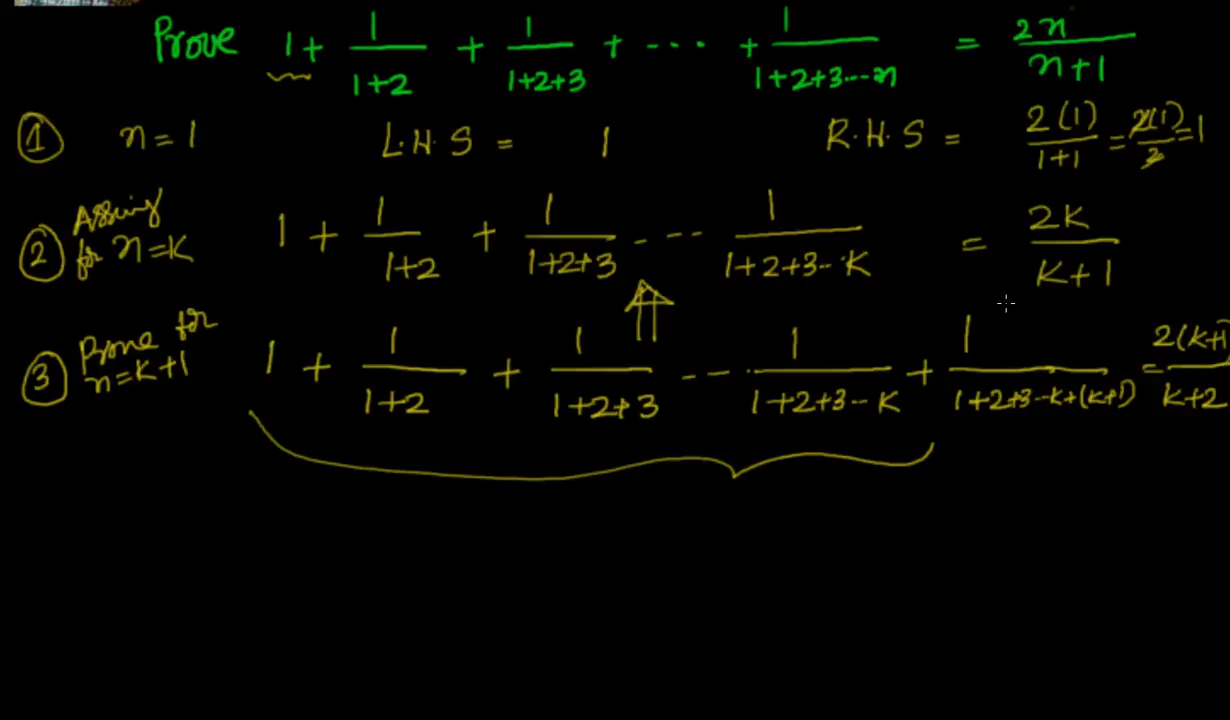 Prove 1 + 1/(1+2) + 1/(1+2+3) + ... + 1/(1+2+3...n) = 2n/(n+1)
① n = 1 L.H.S = 1 R.H.S = 2(1)/(1+1) = 2(1)/2 = 1
② Assume for n = K 1 + 1/(1+2) + 1/(1+2+3) ... 1/(1+2+3..K) = 2K/(K+1)
③ Prove for n = K+1 1 + 1/(1+2) + 1/(1+2+3) --- 1/(1+2+3--K) + 1/(1+2+3--K+(K+1)) = 2(K+1)/(K+2)